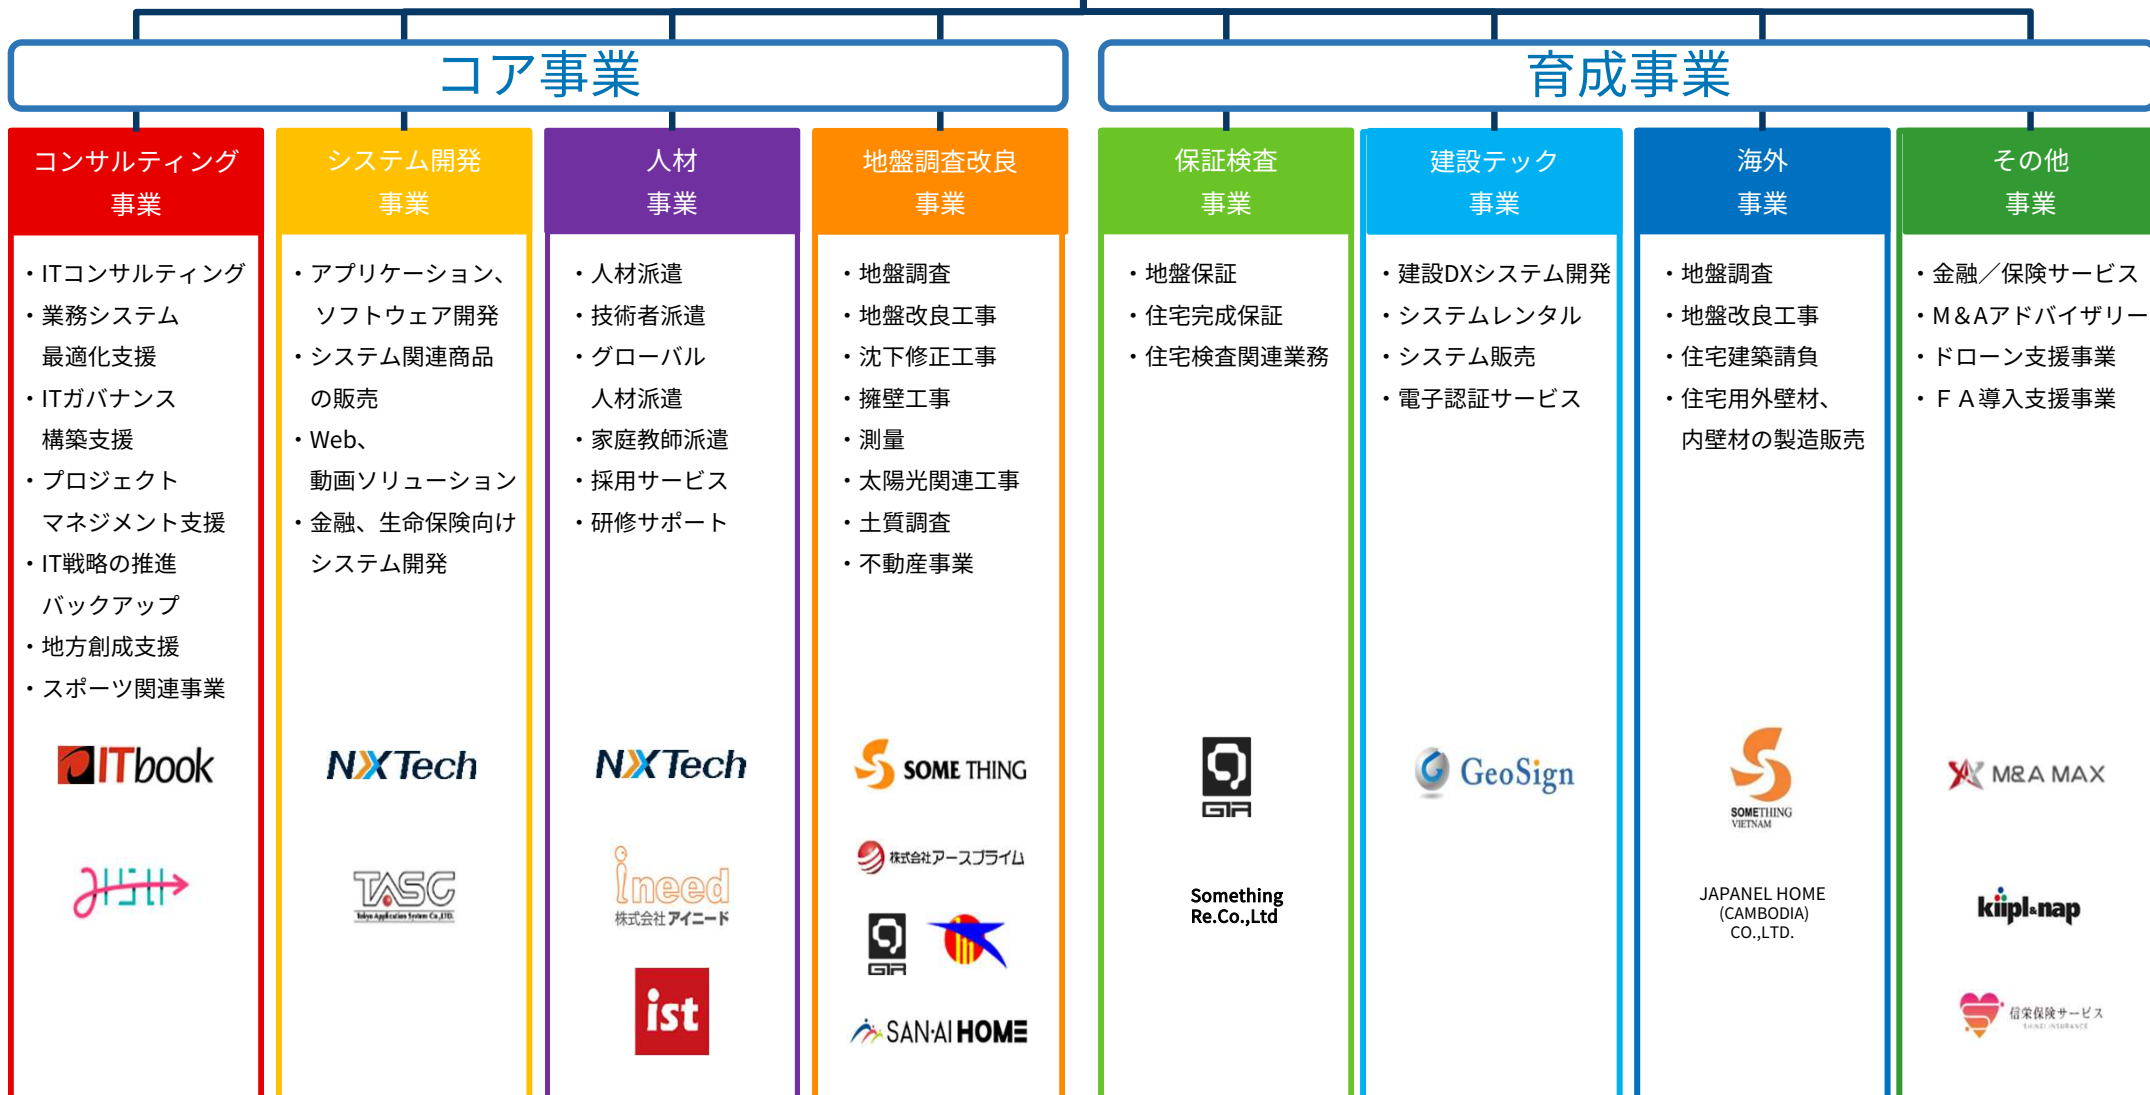 コア事業
育成事業
コンサルティング
事業
・ITコンサルティング
・業務システム
最適化支援
・ITガバナンス
構築支援
・プロジェクト
マネジメント支援
・IT戦略の推進
バックアップ
・地方創成支援
・スポーツ関連事業
ITbook
システム開発
事業
・アプリケーション、
ソフトウェア開発
・システム関連商品
の販売
・Web、
動画ソリューション
・金融、生命保険向け
システム開発
NXTech
TASC
Tokyo Application System Co.,LTD.
人材
事業
・人材派遣
・技術者派遣
・グローバル
人材派遣
・家庭教師派遣
・採用サービス
・研修サポート
NXTech
ineed
株式会社アイニード
ist
地盤調査改良
事業
・地盤調査
・地盤改良工事
・沈下修正工事
・擁壁工事
・測量
・太陽光関連工事
・土質調査
・不動産事業
SOME THING
株式会社アースプライム
GIR
SAN·AI HOME
保証検査
事業
・地盤保証
・住宅完成保証
・住宅検査関連業務
GIR
Something
Re.Co.,Ltd
建設テック
事業
・建設DXシステム開発
・システムレンタル
・システム販売
・電子認証サービス
GeoSign
海外
事業
・地盤調査
・地盤改良工事
・住宅建築請負
・住宅用外壁材、
内壁材の製造販売
SOMETHING
VIETNAM
JAPANEL HOME
(CAMBODIA)
CO.,LTD.
その他
事業
・金融／保険サービス
・M＆Aアドバイザリー
・ドローン支援事業
・ＦＡ導入支援事業
M&A MAX
kiipl&nap
信栄保険サービス
SHINEI INSURANCE